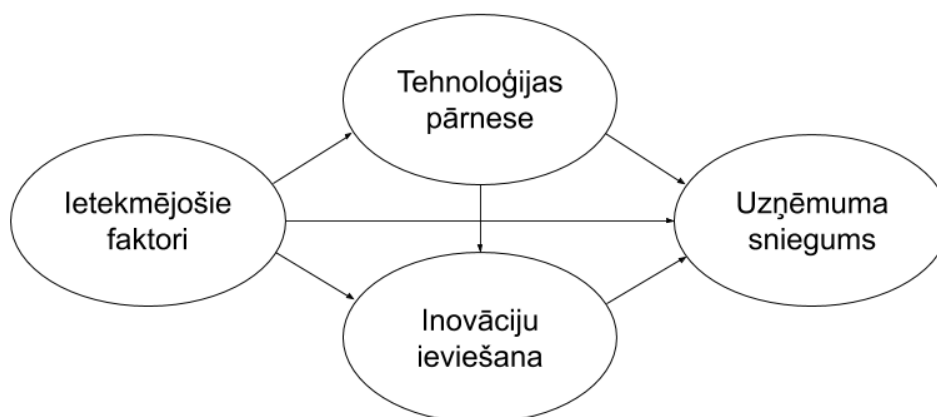 Tehnoloģijas
pārnese
Ietekmējošie
faktori
Uzņēmuma
sniegums
Inovāciju
ieviešana